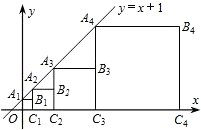 y
A₄
y = x + 1
B₄
A₃
B₃
A₂
B₂
A₁
B₁
x
O
C₁
C₂
C₃
C₄